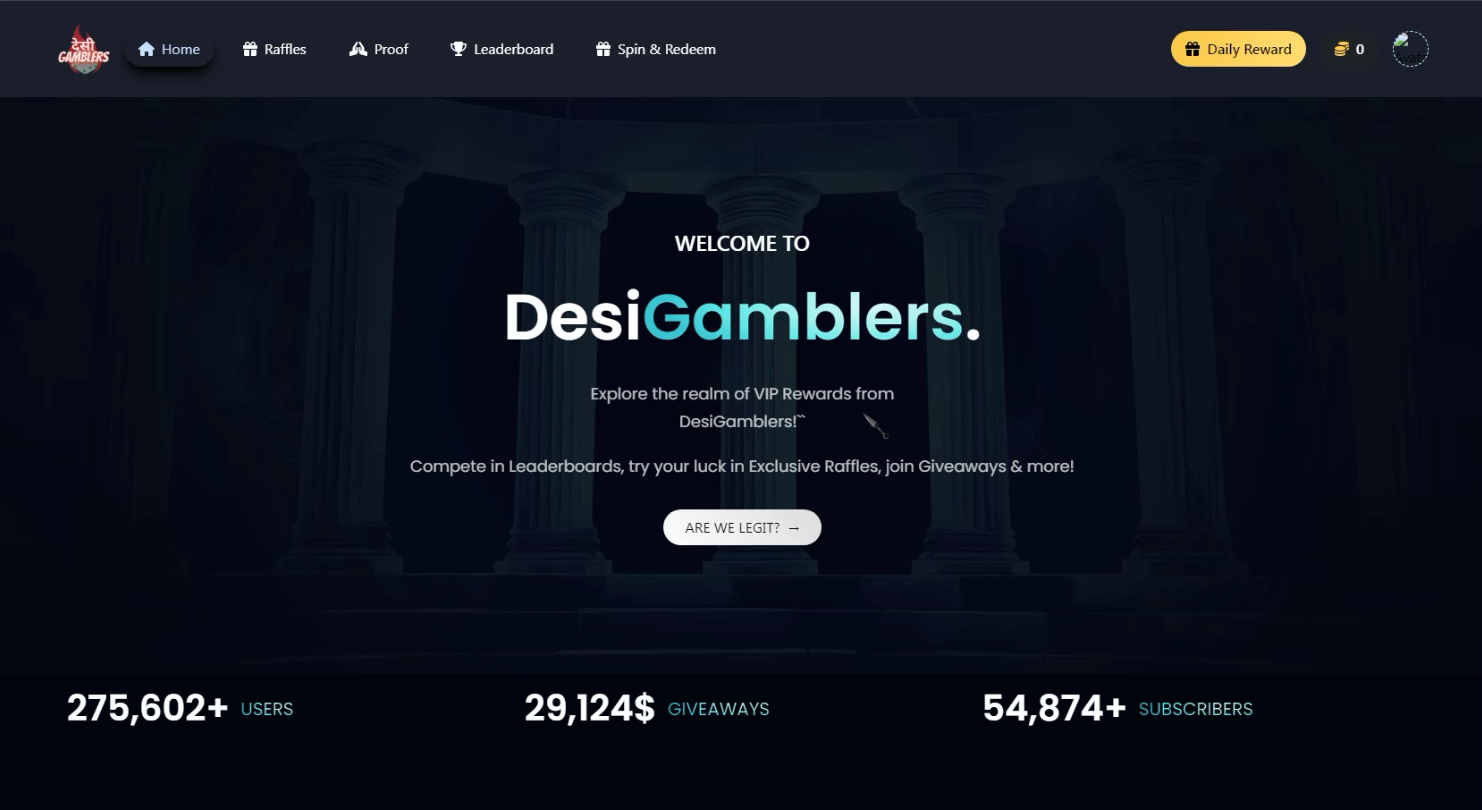 देसी
GAMBLERS
Home
Raffles
Proof
Leaderboard
Spin & Redeem
Daily Reward
0
WELCOME TO
DesiGamblers.
Explore the realm of VIP Rewards from
DesiGamblers!``
Compete in Leaderboards, try your luck in Exclusive Raffles, join Giveaways & more!
ARE WE LEGIT? →
275,602+ USERS
29,124$ GIVEAWAYS
54,874+ SUBSCRIBERS